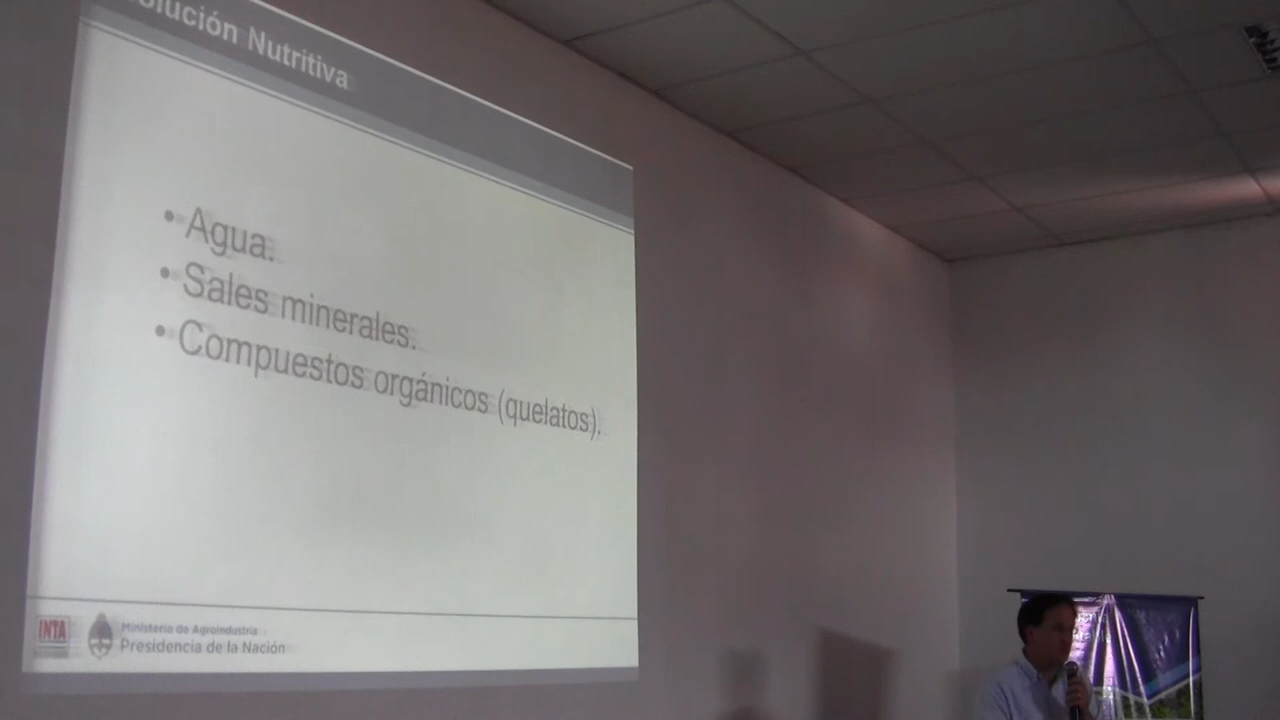 olución Nutritiva
• Agua.
• Sales minerales.
• Compuestos orgánicos (quelatos).
INTA
Ministerio de Agroindustria
Presidencia de la Nación